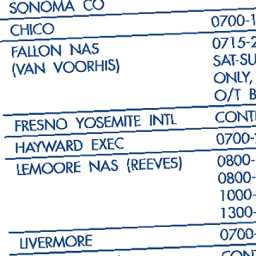 SONOMA CO
CHICO 0700-1
FALLON NAS 0715-2
(VAN VOORHIS) SAT-SU
ONLY,
O/T B
FRESNO YOSEMITE INTL CONT
HAYWARD EXEC 0700-
LEMOORE NAS (REEVES) 0800-
0800-
1000-
1300-
LIVERMORE 0700-